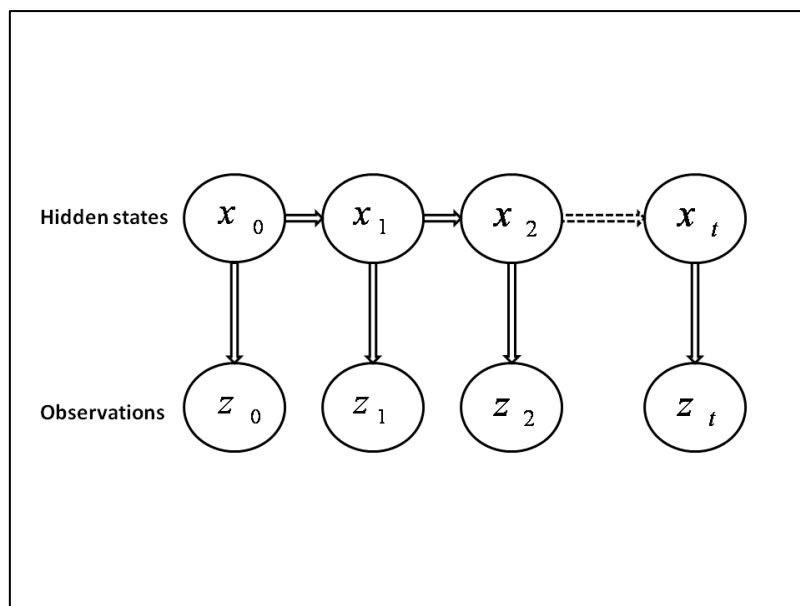 Hidden states x 0 x 1 x 2 x t
Observations z 0 z 1 z 2 z t